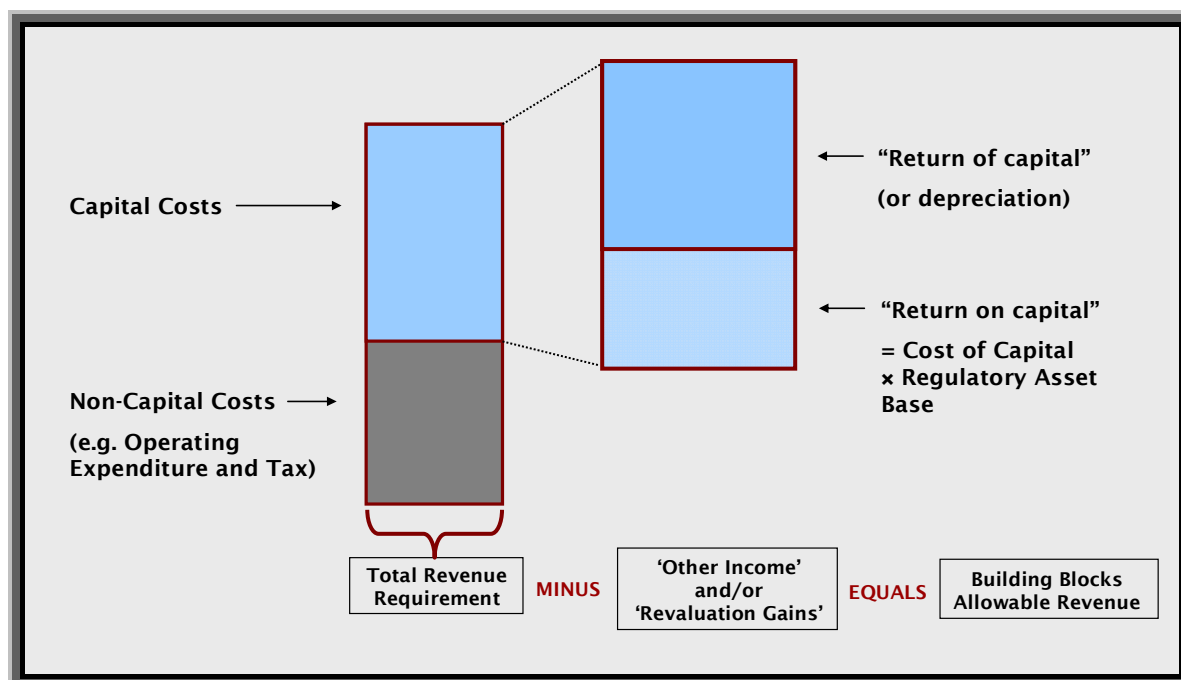 Capital Costs
Non-Capital Costs
(e.g. Operating
Expenditure and Tax)
“Return of capital”
(or depreciation)
“Return on capital”
= Cost of Capital
× Regulatory Asset
Base
Total Revenue
Requirement
MINUS
‘Other Income’
and/or
‘Revaluation Gains’
EQUALS
Building Blocks
Allowable Revenue